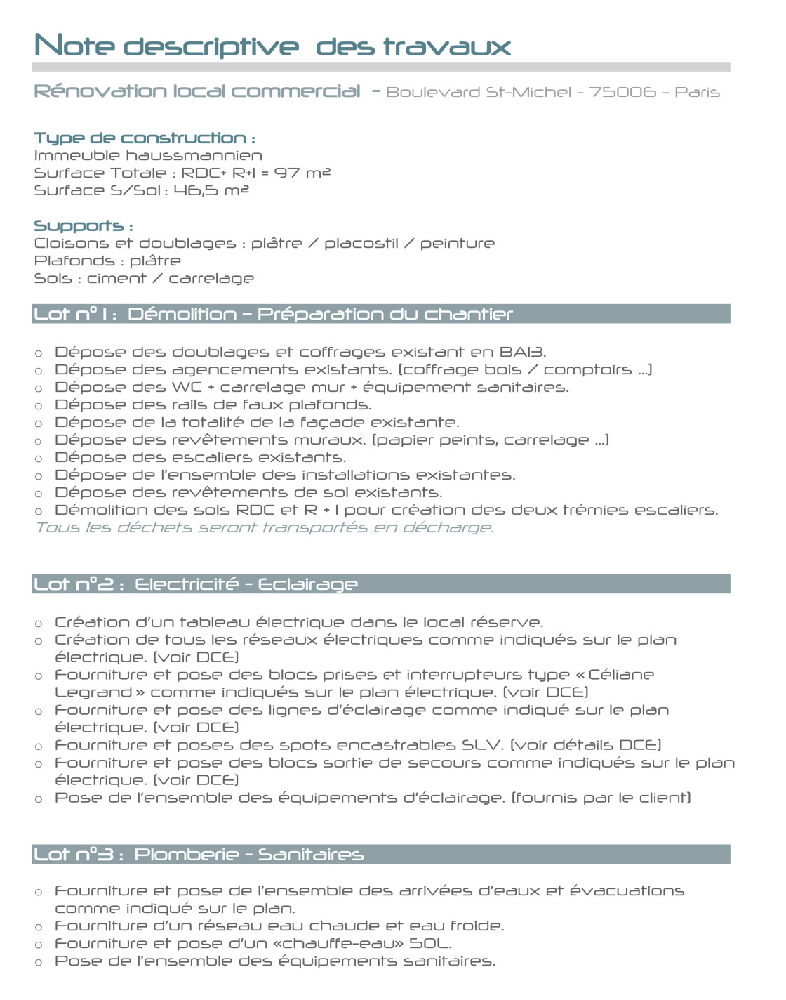 Note descriptive des travaux
Rénovation local commercial - Boulevard St-Michel - 75006 - Paris
Type de construction :
Immeuble haussmannien
Surface Totale : RDC+ R+1 = 97 m²
Surface S/Sol : 46,5 m²
Supports :
Cloisons et doublages : plâtre / placostil / peinture
Plafonds : plâtre
Sols : ciment / carrelage
Lot n° 1 : Démolition – Préparation du chantier
o Dépose des doublages et coffrages existant en BA13.
o Dépose des agencements existants. (coffrage bois / comptoirs ...)
o Dépose des WC + carrelage mur + équipement sanitaires.
o Dépose des rails de faux plafonds.
o Dépose de la totalité de la façade existante.
o Dépose des revêtements muraux. (papier peints, carrelage ...)
o Dépose des escaliers existants.
o Dépose de l'ensemble des installations existantes.
o Dépose des revêtements de sol existants.
o Démolition des sols RDC et R + 1 pour création des deux trémies escaliers.
Tous les déchets seront transportés en décharge.
Lot n°2 : Electricité - Eclairage
o Création d'un tableau électrique dans le local réserve.
o Création de tous les réseaux électriques comme indiqués sur le plan
électrique. (voir DCE)
o Fourniture et pose des blocs prises et interrupteurs type « Céliane
Legrand » comme indiqués sur le plan électrique. (voir DCE)
o Fourniture et pose des lignes d'éclairage comme indiqué sur le plan
électrique. (voir DCE)
o Fourniture et poses des spots encastrables SLV. (voir détails DCE)
o Fourniture et pose des blocs sortie de secours comme indiqués sur le plan
électrique. (voir DCE)
o Pose de l'ensemble des équipements d'éclairage. (fournis par le client)
Lot n°3 : Plomberie - Sanitaires
o Fourniture et pose de l'ensemble des arrivées d'eaux et évacuations
comme indiqué sur le plan.
o Fourniture d'un réseau eau chaude et eau froide.
o Fourniture et pose d'un «chauffe-eau» 50L.
o Pose de l'ensemble des équipements sanitaires.